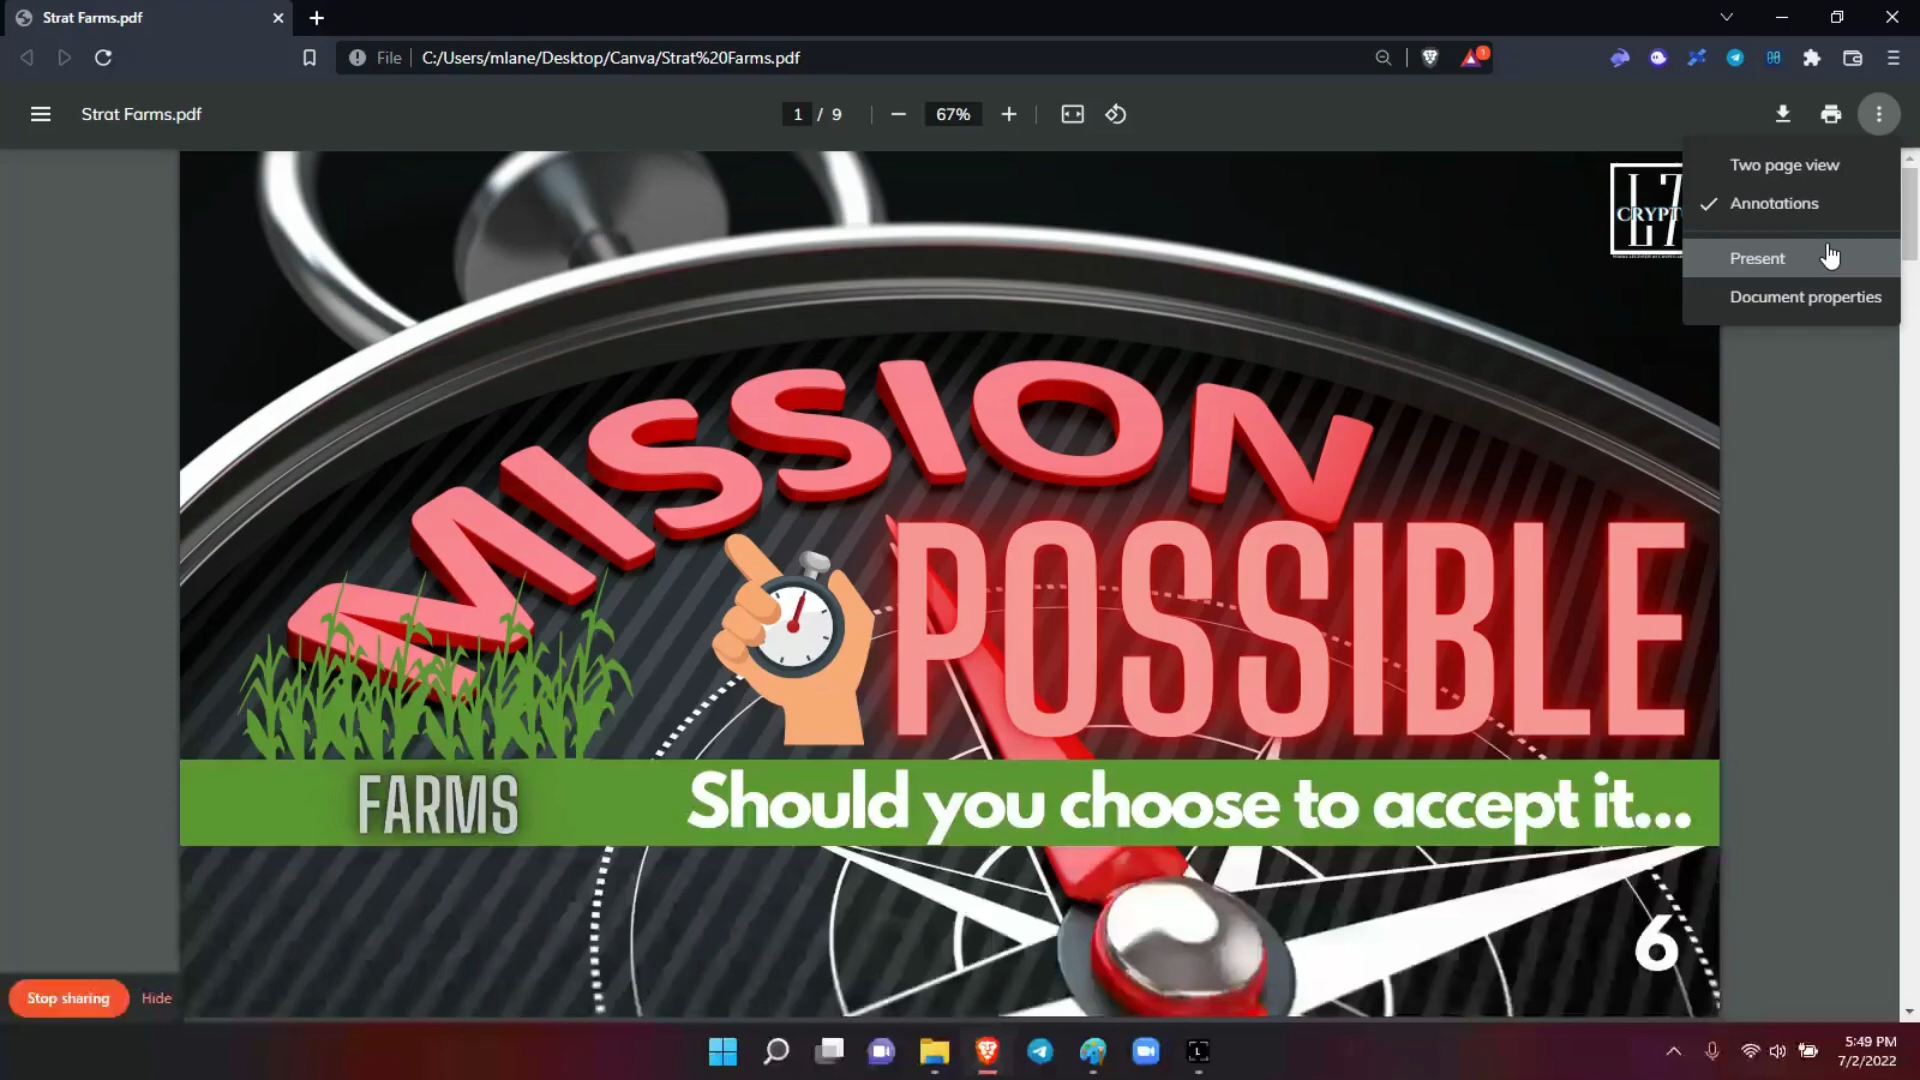 Strat Farms.pdf
File
C:/Users/mlane/Desktop/Canva/Strat%20Farms.pdf
1
Strat Farms.pdf
1 / 9
67%
Two page view
Annotations
Present
Document properties
L7
CRYPT
MISSION
POSSIBLE
FARMS
Should you choose to accept it...
6
Stop sharing
Hide
5:49 PM
7/2/2022